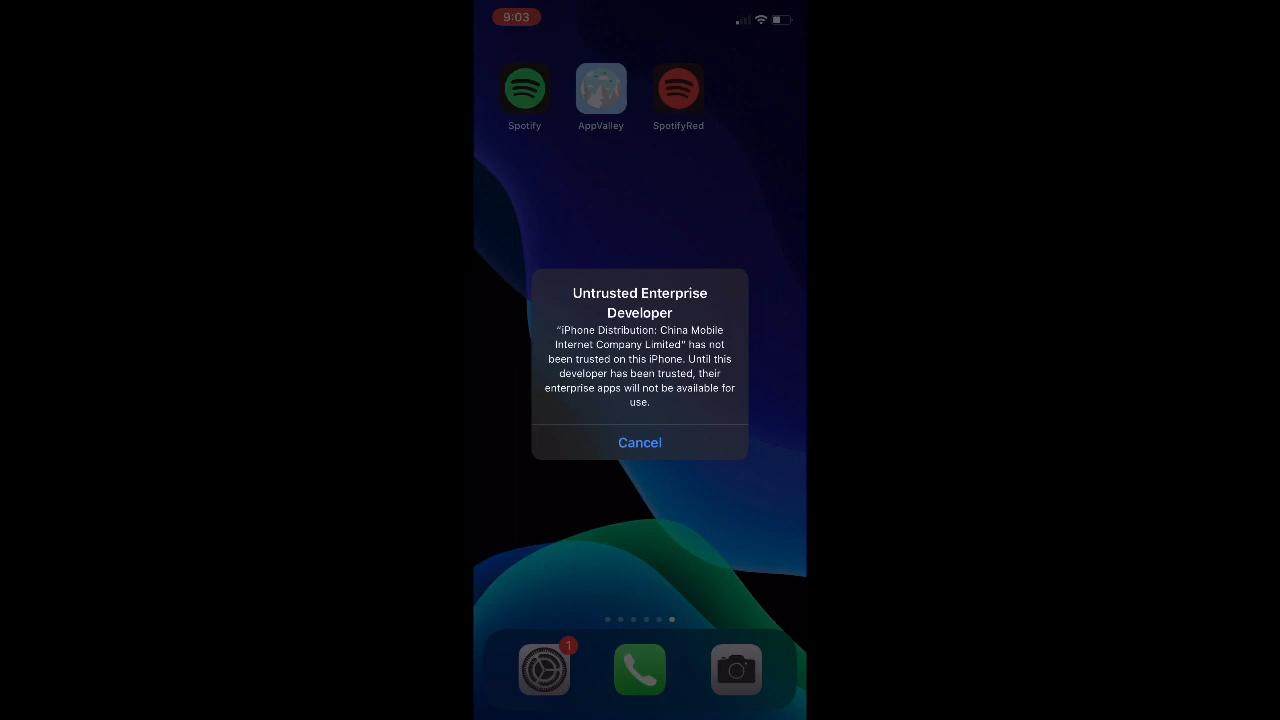 9:03
Spotify
AppValley
SpotifyRed
Untrusted Enterprise
Developer
“iPhone Distribution: China Mobile
Internet Company Limited” has not
been trusted on this iPhone. Until this
developer has been trusted, their
enterprise apps will not be available for
use.
Cancel
1